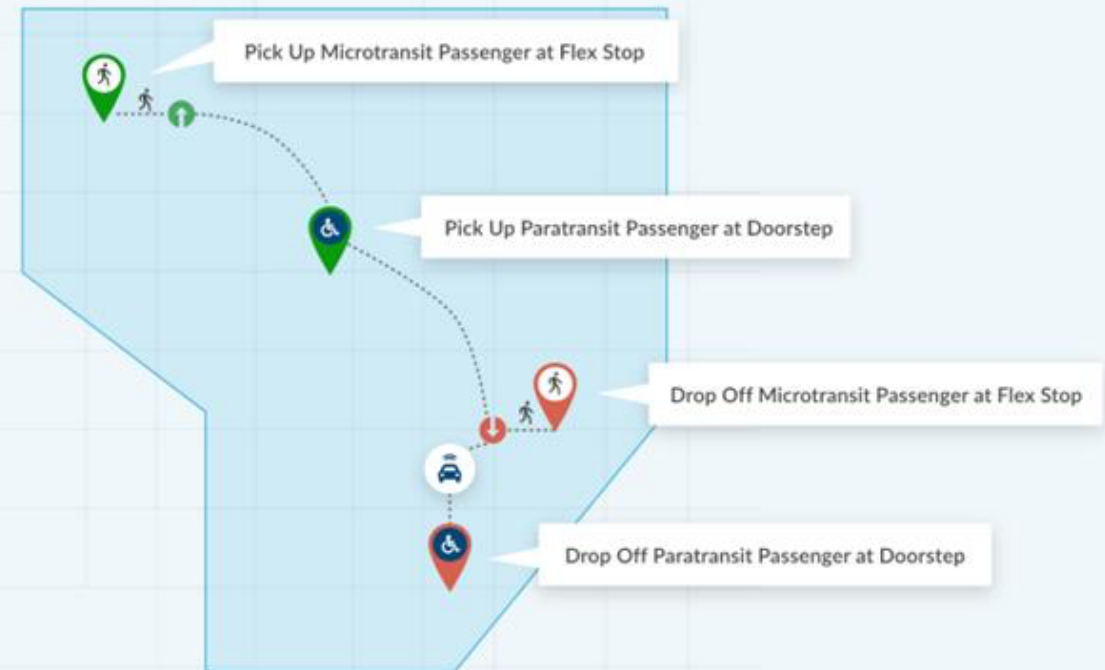 Pick Up Microtransit Passenger at Flex Stop
Pick Up Paratransit Passenger at Doorstep
Drop Off Microtransit Passenger at Flex Stop
Drop Off Paratransit Passenger at Doorstep